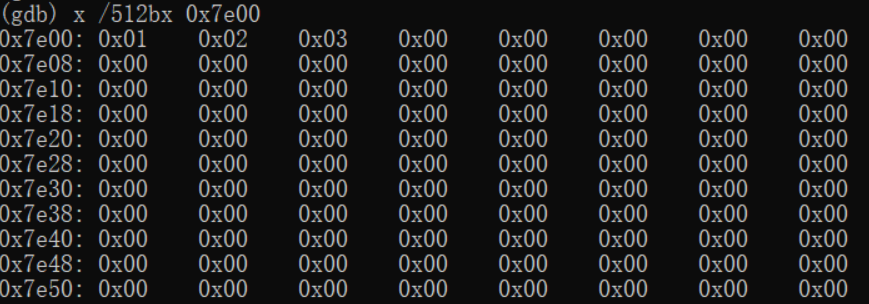 (gdb) x /512bx 0x7e00
0x7e00: 0x01 0x02 0x03 0x00 0x00 0x00 0x00 0x00
0x7e08: 0x00 0x00 0x00 0x00 0x00 0x00 0x00 0x00
0x7e10: 0x00 0x00 0x00 0x00 0x00 0x00 0x00 0x00
0x7e18: 0x00 0x00 0x00 0x00 0x00 0x00 0x00 0x00
0x7e20: 0x00 0x00 0x00 0x00 0x00 0x00 0x00 0x00
0x7e28: 0x00 0x00 0x00 0x00 0x00 0x00 0x00 0x00
0x7e30: 0x00 0x00 0x00 0x00 0x00 0x00 0x00 0x00
0x7e38: 0x00 0x00 0x00 0x00 0x00 0x00 0x00 0x00
0x7e40: 0x00 0x00 0x00 0x00 0x00 0x00 0x00 0x00
0x7e48: 0x00 0x00 0x00 0x00 0x00 0x00 0x00 0x00
0x7e50: 0x00 0x00 0x00 0x00 0x00 0x00 0x00 0x00